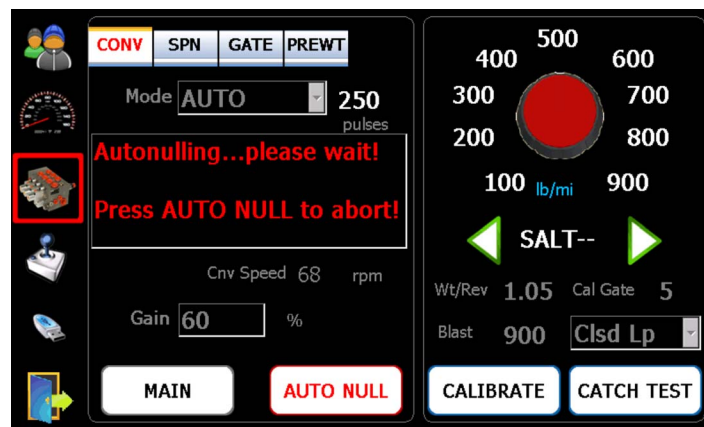 CONV SPN GATE PREWT
Mode AUTO 250
pulses
Autonulling...please wait!
Press AUTO NULL to abort!
Cnv Speed 68 rpm
Gain 60 %
MAIN AUTO NULL
500
400 600
300 700
200 800
100 lb/mi 900
SALT--
Wt/Rev 1.05 Cal Gate 5
Blast 900 Clsd Lp
CALIBRATE CATCH TEST